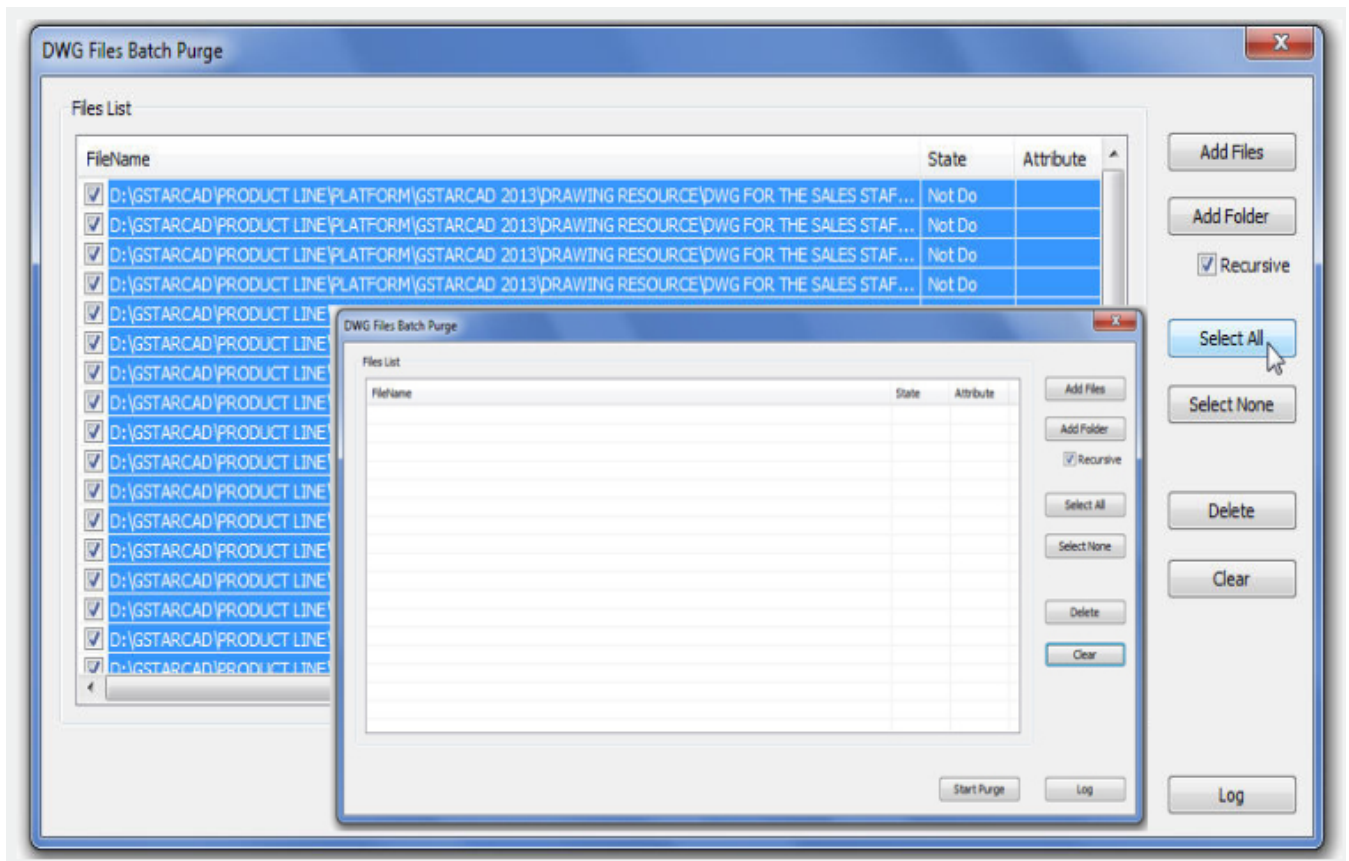 DWG Files Batch Purge
X
Files List
FileName State Attribute
D:\GSTARCAD\PRODUCT LINE\PLATFORM\GSTARCAD 2013\DRAWING RESOURCE\DWG FOR THE SALES STAF... Not Do
D:\GSTARCAD\PRODUCT LINE\PLATFORM\GSTARCAD 2013\DRAWING RESOURCE\DWG FOR THE SALES STAF... Not Do
D:\GSTARCAD\PRODUCT LINE\PLATFORM\GSTARCAD 2013\DRAWING RESOURCE\DWG FOR THE SALES STAF... Not Do
D:\GSTARCAD\PRODUCT LINE\PLATFORM\GSTARCAD 2013\DRAWING RESOURCE\DWG FOR THE SALES STAF... Not Do
D:\GSTARCAD\PRODUCT LINE\
D:\GSTARCAD\PRODUCT LINE\
D:\GSTARCAD\PRODUCT LINE\
D:\GSTARCAD\PRODUCT LINE\
D:\GSTARCAD\PRODUCT LINE\
D:\GSTARCAD\PRODUCT LINE\
D:\GSTARCAD\PRODUCT LINE\
D:\GSTARCAD\PRODUCT LINE\
D:\GSTARCAD\PRODUCT LINE\
D:\GSTARCAD\PRODUCT LINE\
D:\GSTARCAD\PRODUCT LINE\
D:\GSTARCAD\PRODUCT LINE\
D:\GSTARCAD\PRODUCT LINE\
Add Files
Add Folder
Recursive
Select All
Select None
Delete
Clear
Log
DWG Files Batch Purge
X
Files List
FileName State Attribute
Add Files
Add Folder
Recursive
Select All
Select None
Delete
Clear
Start Purge
Log